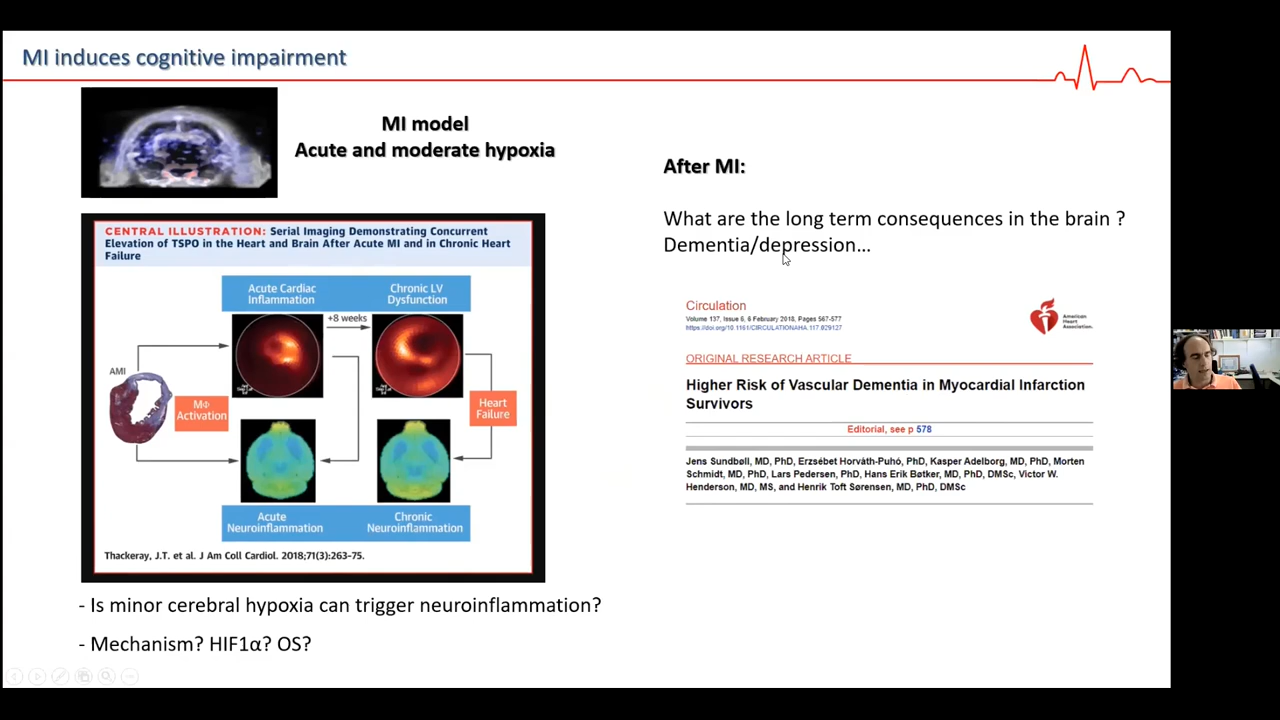 MI induces cognitive impairment
MI model
Acute and moderate hypoxia
CENTRAL ILLUSTRATION: Serial Imaging Demonstrating Concurrent
Elevation of TSPO in the Heart and Brain After Acute MI and in Chronic Heart
Failure
Acute Cardiac
Inflammation
+8 weeks
Chronic LV
Dysfunction
AMI
MΦ
Activation
Heart
Failure
Acute
Neuroinflammation
Chronic
Neuroinflammation
Thackeray, J.T. et al. J Am Coll Cardiol. 2018;71(3):263-75.
- Is minor cerebral hypoxia can trigger neuroinflammation?
- Mechanism? HIF1α? OS?
After MI:
What are the long term consequences in the brain ?
Dementia/depression...
Circulation
Volume 137, Issue 6, 6 February 2018, Pages 567-577
https://doi.org/10.1161/CIRCULATIONAHA.117.029127
American
Heart
Association.
ORIGINAL RESEARCH ARTICLE
Higher Risk of Vascular Dementia in Myocardial Infarction
Survivors
Editorial, see p 578
Jens Sundbøll, MD, PhD, Erzsébet Horváth-Puhó, PhD, Kasper Adelborg, MD, PhD, Morten
Schmidt, MD, PhD, Lars Pedersen, PhD, Hans Erik Bøtker, MD, PhD, DMSc, Victor W.
Henderson, MD, MS, and Henrik Toft Sørensen, MD, PhD, DMSc